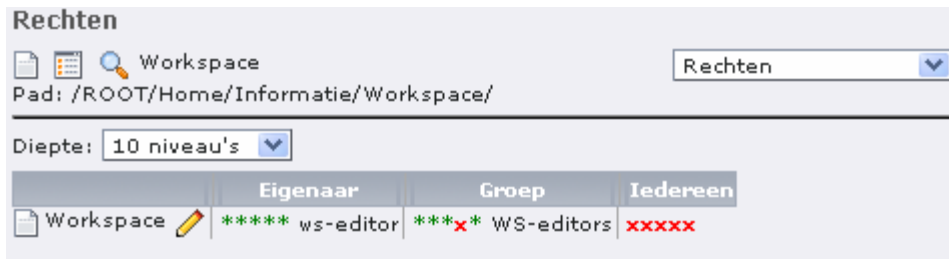 Rechten
Workspace Rechten
Pad: /ROOT/Home/Informatie/Workspace/
Diepte: 10 niveau's
Eigenaar Groep Iedereen
Workspace ***** ws-editor ***x* WS-editors xxxxx